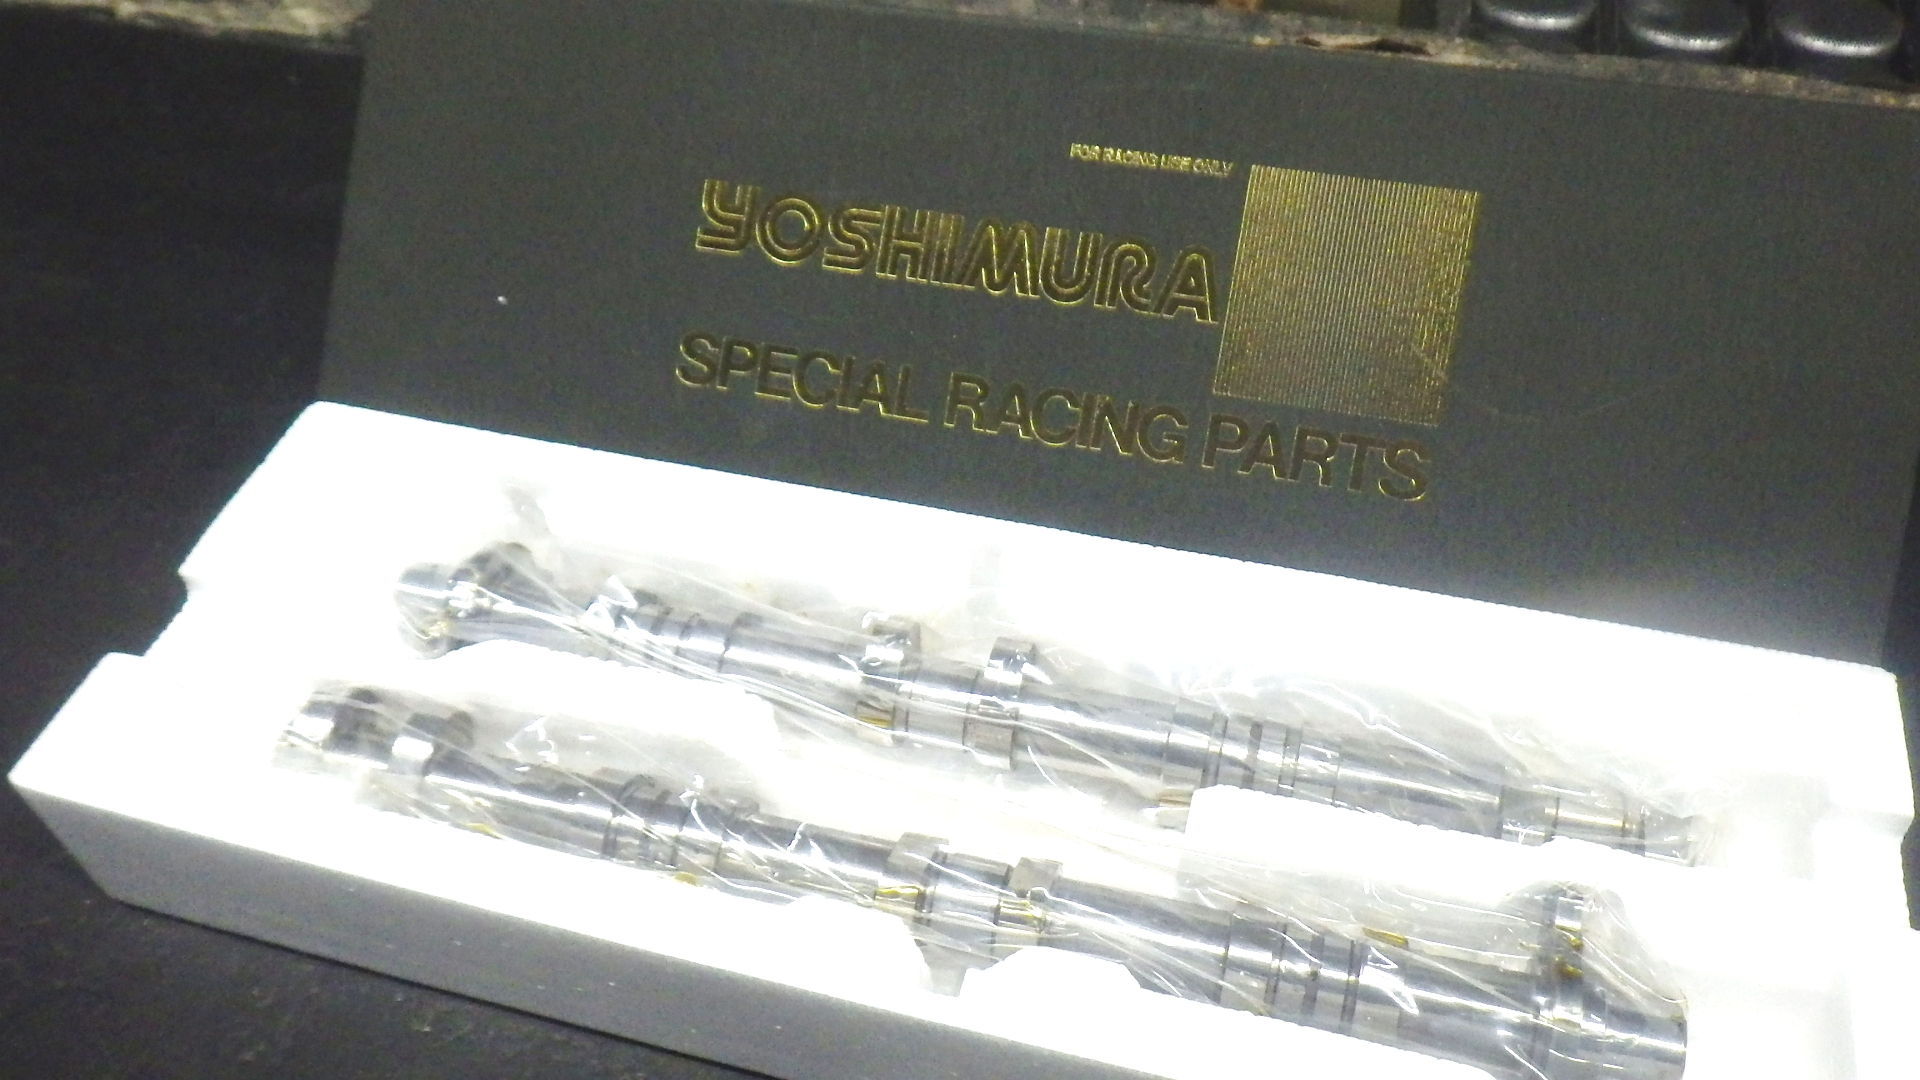 FOR RACING USE ONLY
YOSHIMURA
SPECIAL RACING PARTS